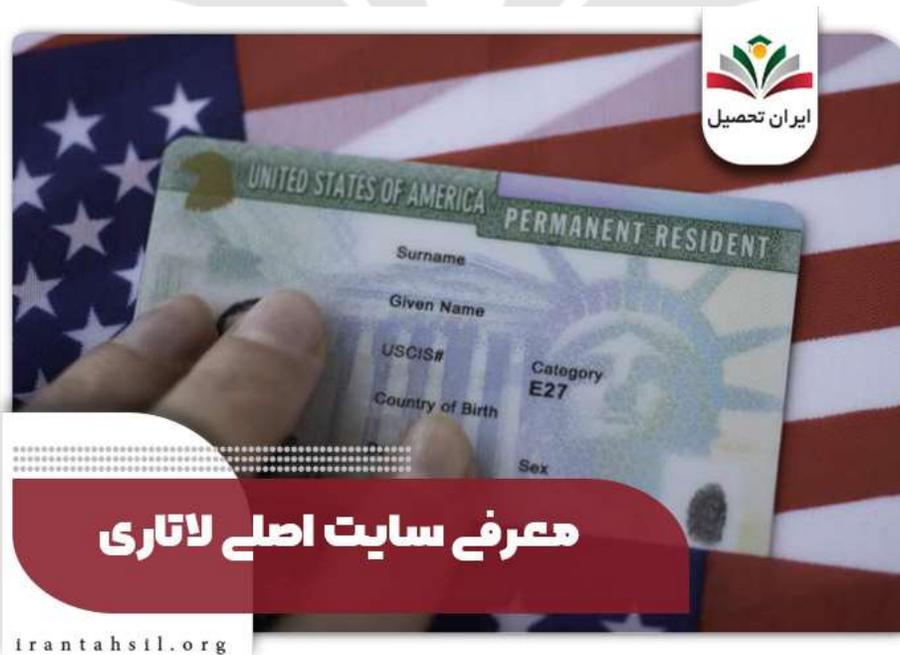 ایران تحصیل
UNITED STATES OF AMERICA
PERMANENT RESIDENT
Surname
Given Name
USCIS#
Category
E27
Country of Birth
Sex
معرفی سایت اصلی لاتاری
irantahsil.org